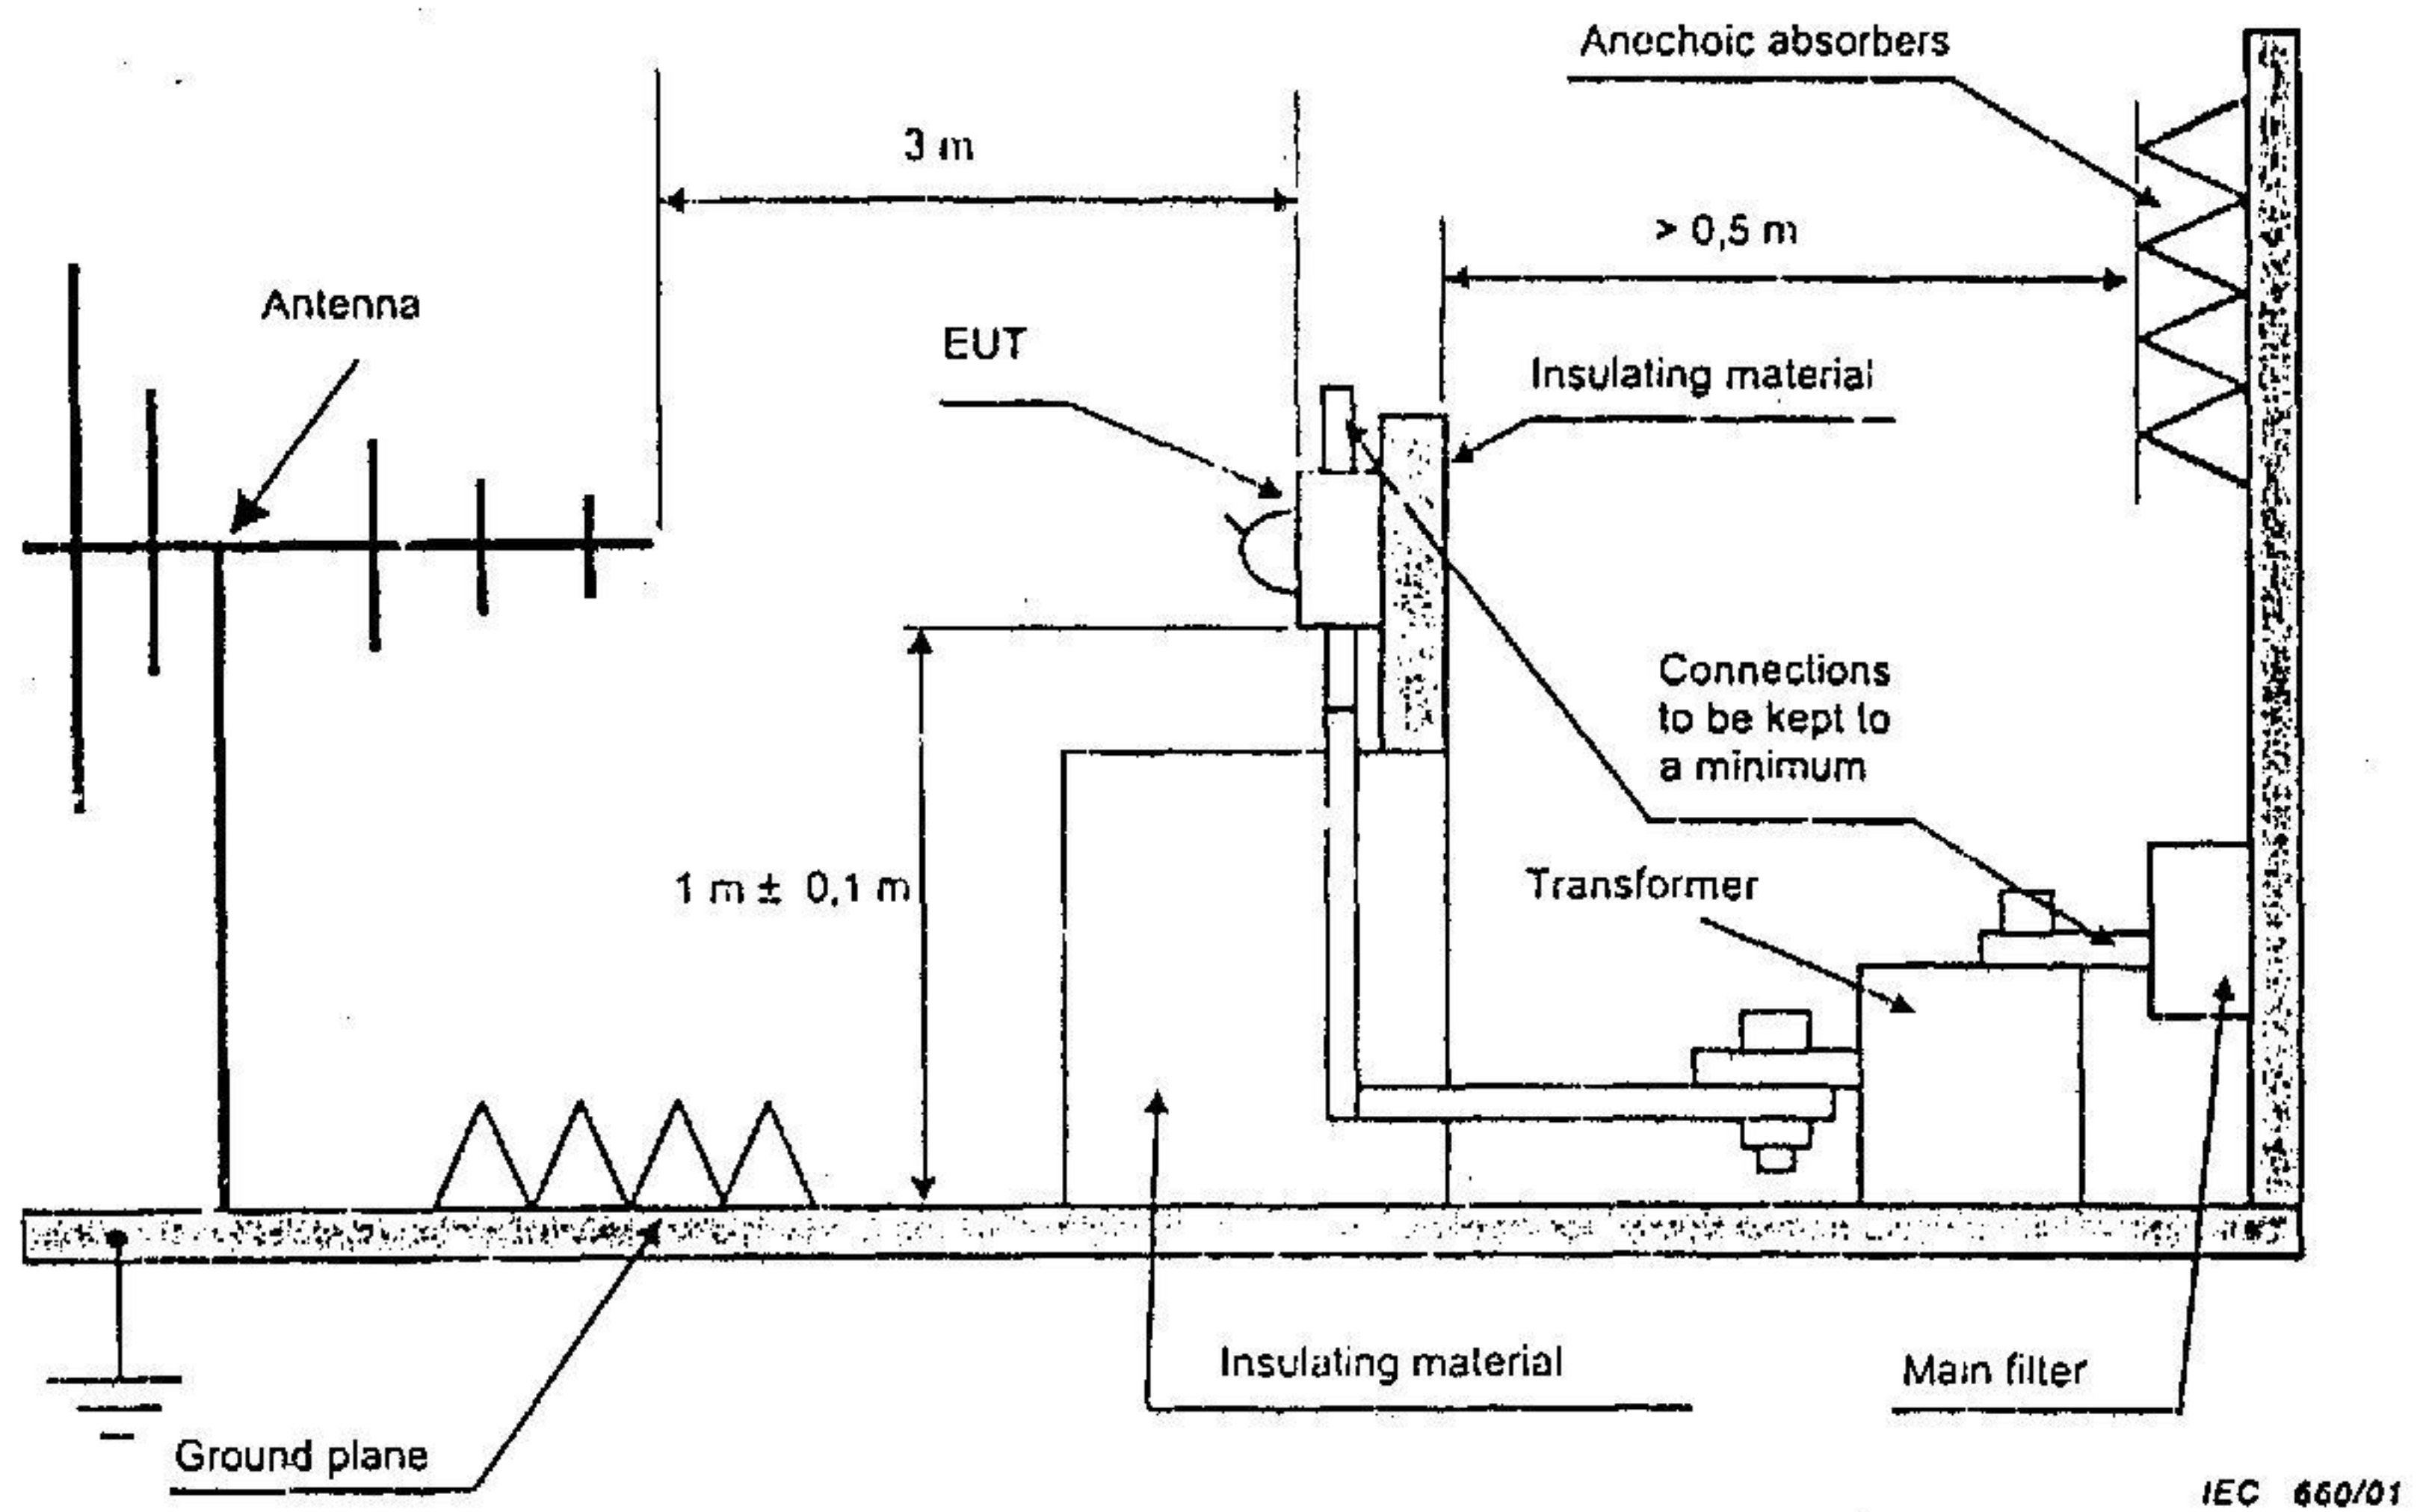 Anechoic absorbers
3 m
> 0,5 m
Antenna
EUT
Insulating material
Connections
to be kept to
a minimum
1 m ± 0,1 m
Transformer
Insulating material
Main filter
Ground plane
IEC 660/01